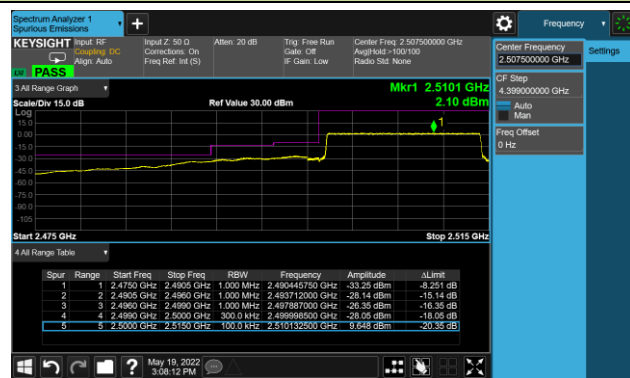 Spectrum Analyzer 1
Spurious Emissions
Frequency
KEYSIGHT Input: RF
Coupling: DC
Align: Auto
Input Z: 50 Ω
Corrections: On
Freq Ref: Int (S)
Atten: 20 dB
Trig: Free Run
Gate: Off
IF Gain: Low
Center Freq: 2.507500000 GHz
Avg|Hold:>100/100
Radio Std: None
PASS
Center Frequency
2.507500000 GHz
Settings
CF Step
4.399000000 GHz
Auto
Man
Freq Offset
0 Hz
3 All Range Graph
Mkr1 2.5101 GHz
Scale/Div 15.0 dB
Ref Value 30.00 dBm
2.10 dBm
Log
15.0
0.00
-15.0
-30.0
-45.0
-60.0
-75.0
-90.0
-105
1
Start 2.475 GHz
Stop 2.515 GHz
4 All Range Table
Spur Range Start Freq Stop Freq RBW Frequency Amplitude ΔLimit
1 1 2.4750 GHz 2.4905 GHz 1.000 MHz 2.490445750 GHz -33.25 dBm -8.251 dB
2 2 2.4905 GHz 2.4960 GHz 1.000 MHz 2.493712000 GHz -28.14 dBm -15.14 dB
3 3 2.4960 GHz 2.4990 GHz 1.000 MHz 2.497887000 GHz -26.35 dBm -16.35 dB
4 4 2.4990 GHz 2.5000 GHz 300.0 kHz 2.499998500 GHz -28.05 dBm -18.05 dB
5 5 2.5000 GHz 2.5150 GHz 100.0 kHz 2.510132500 GHz 9.648 dBm -20.35 dB
May 19, 2022
3:08:12 PM